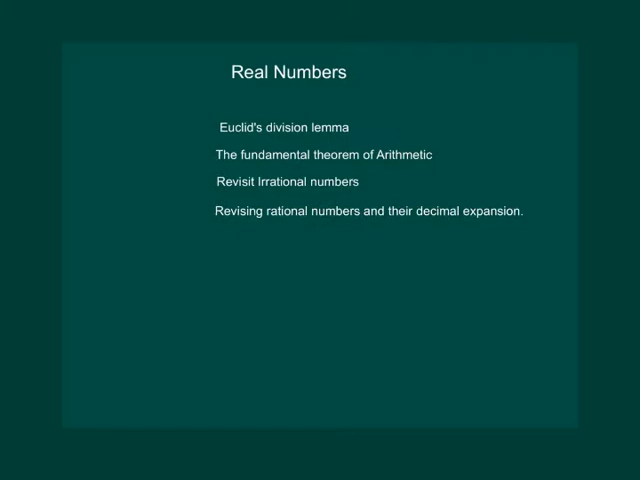 Real Numbers
Euclid's division lemma
The fundamental theorem of Arithmetic
Revisit Irrational numbers
Revising rational numbers and their decimal expansion.